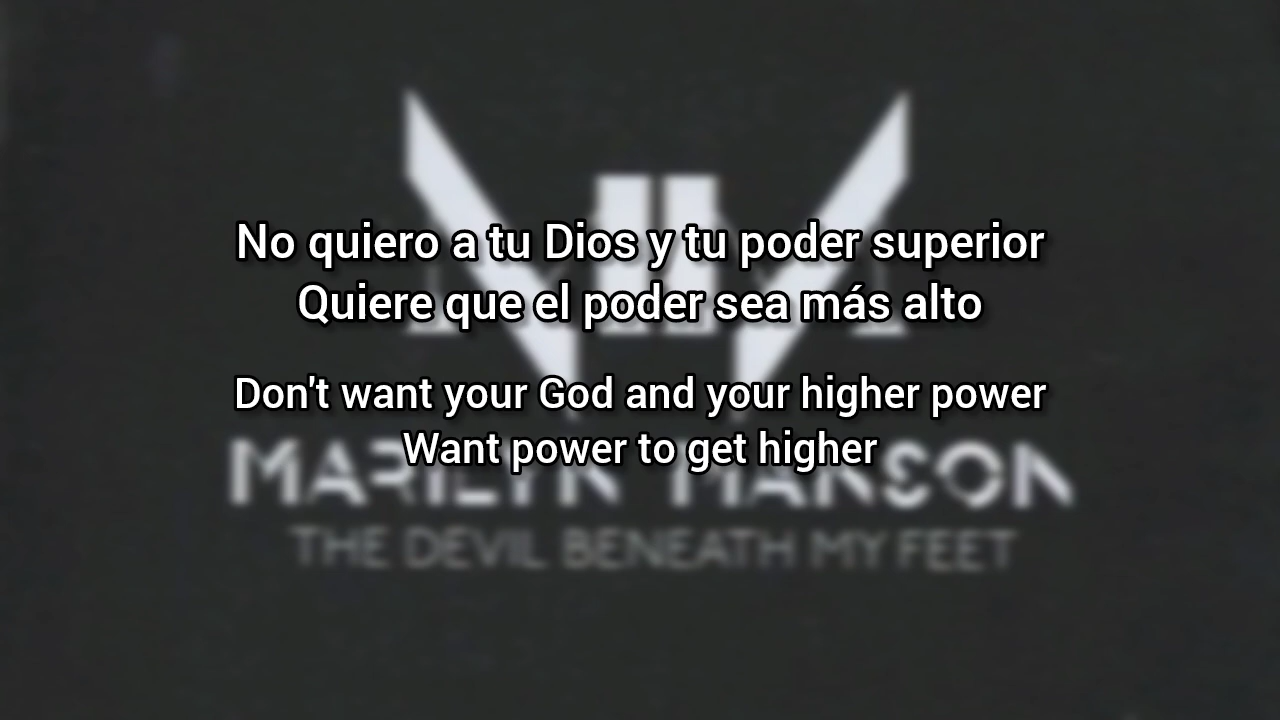 No quiero a tu Dios y tu poder superior
Quiere que el poder sea más alto
Don't want your God and your higher power
Want power to get higher
MARILYN MANSON
THE DEVIL BENEATH MY FEET